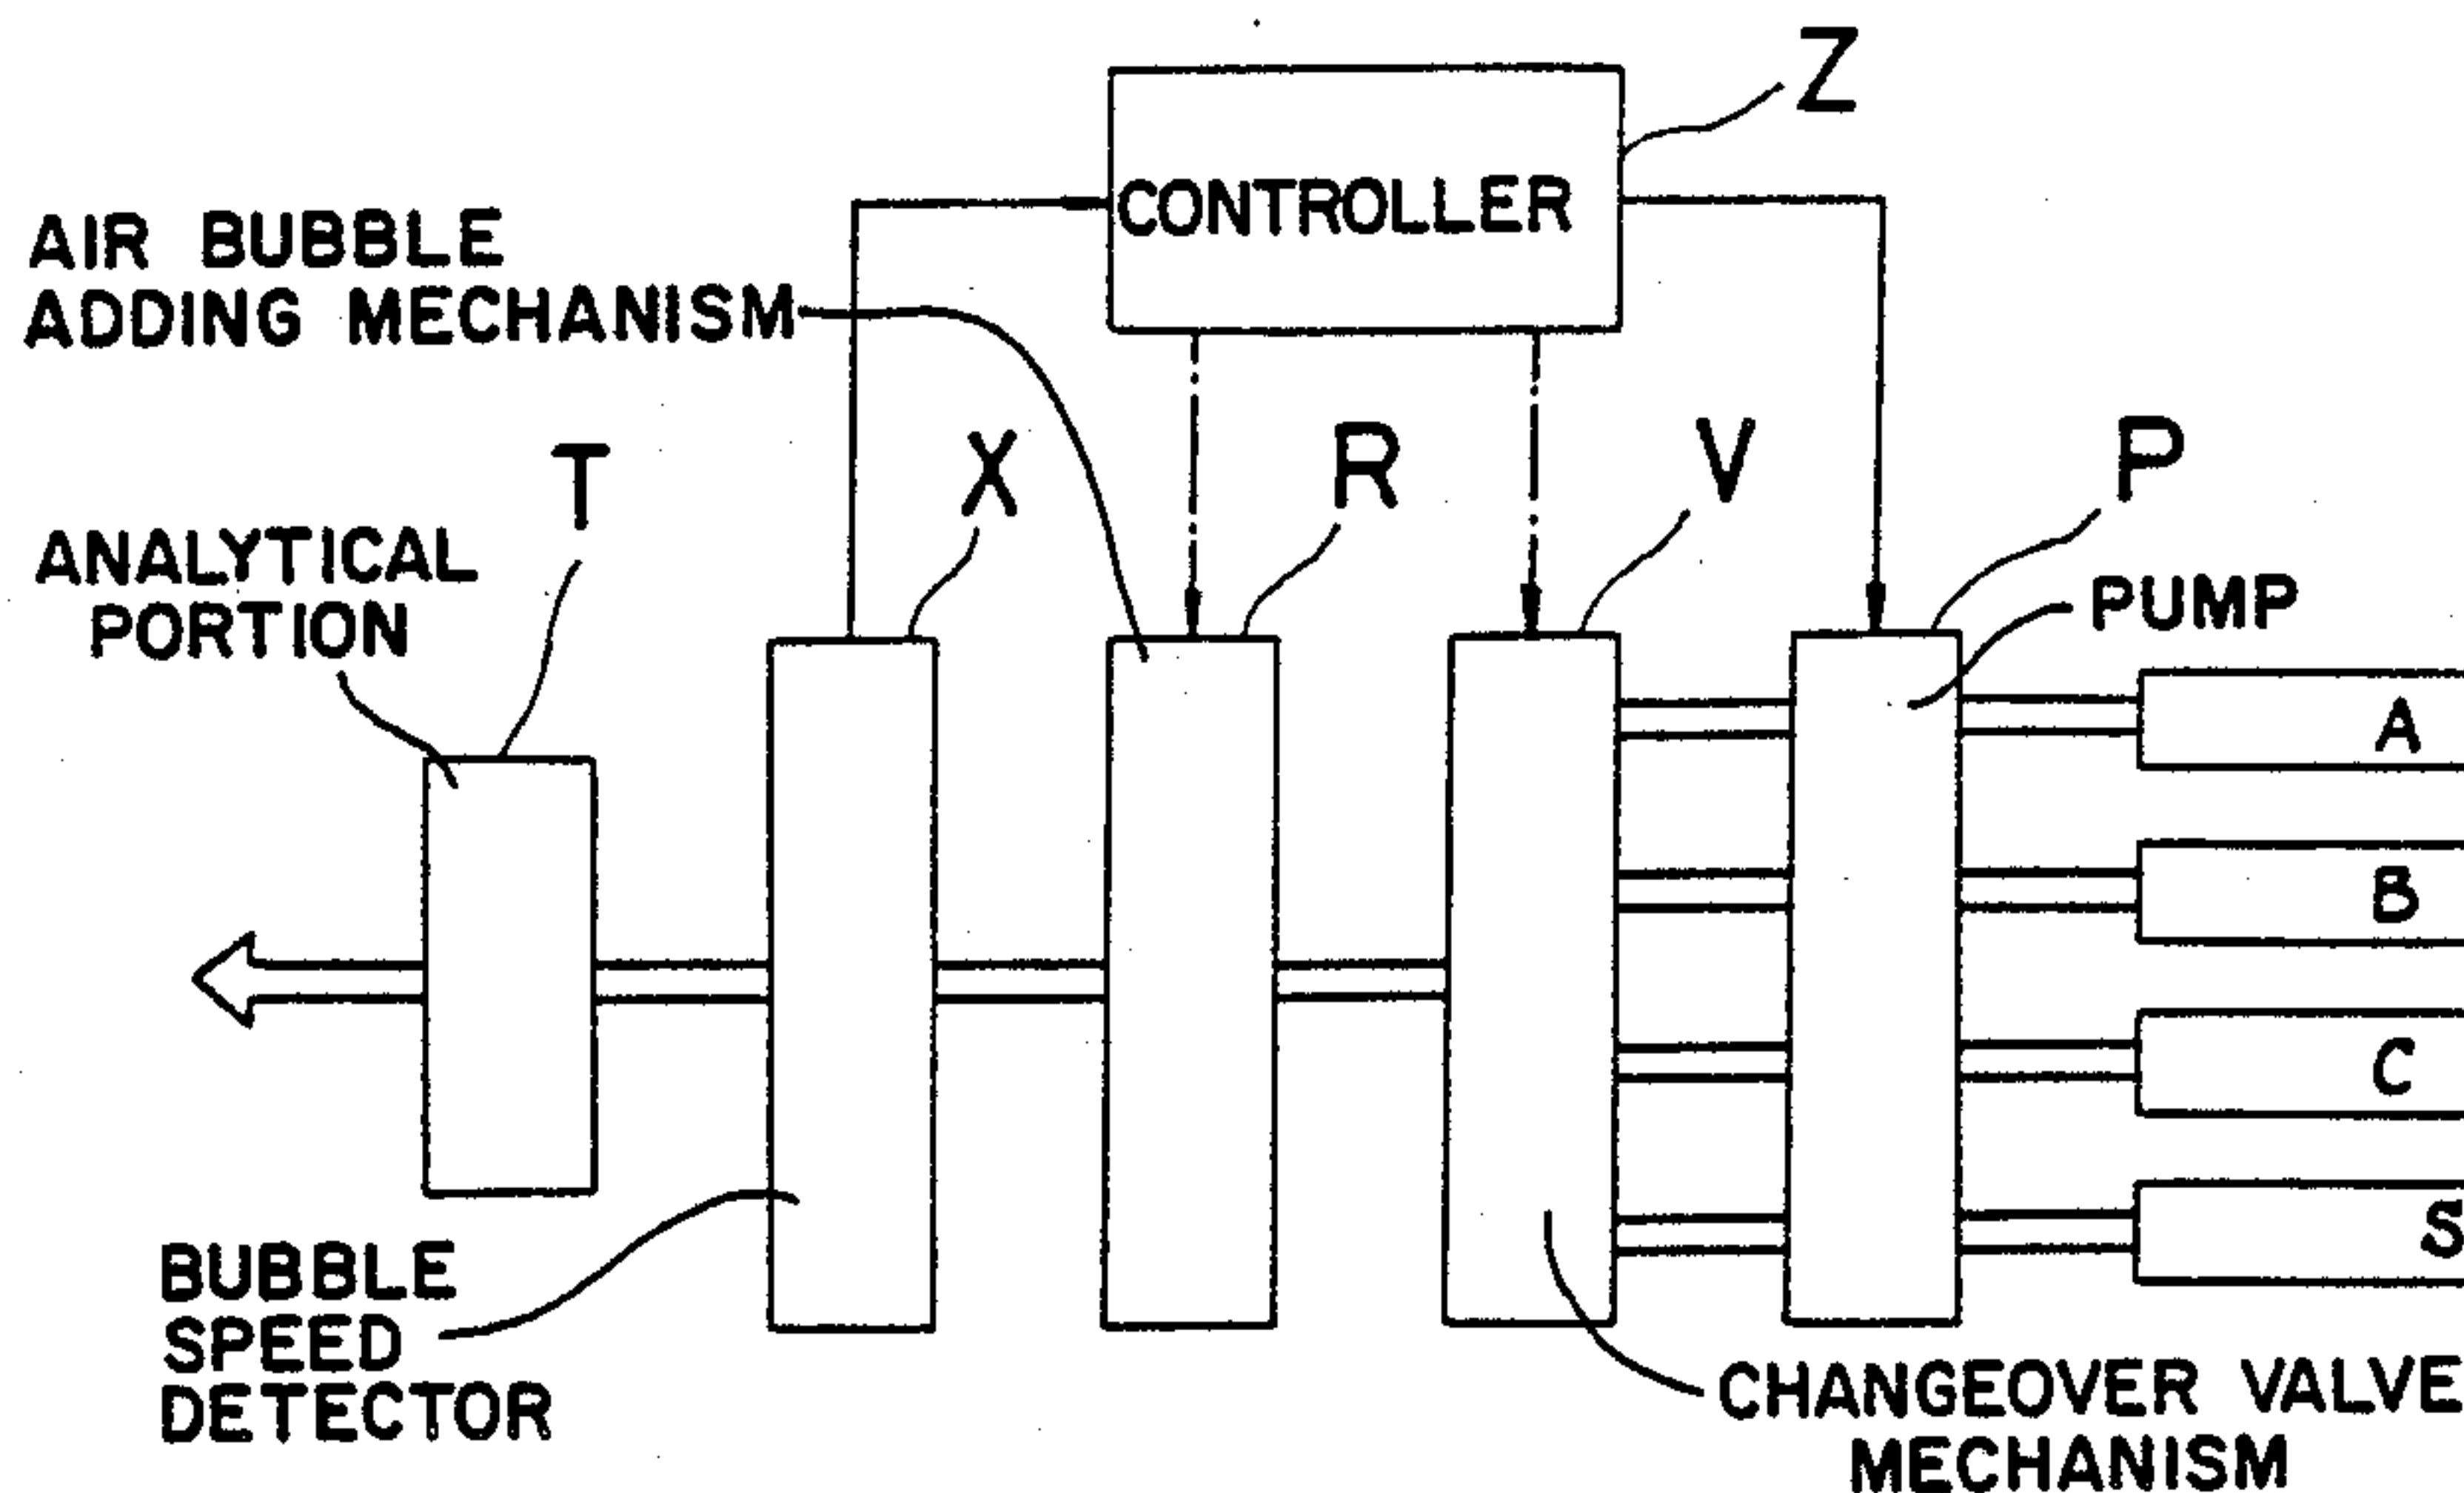 Z
CONTROLLER
AIR BUBBLE
ADDING MECHANISM
T
X
R
V
P
ANALYTICAL
PORTION
PUMP
A
B
C
S
BUBBLE
SPEED
DETECTOR
CHANGEOVER VALVE
MECHANISM